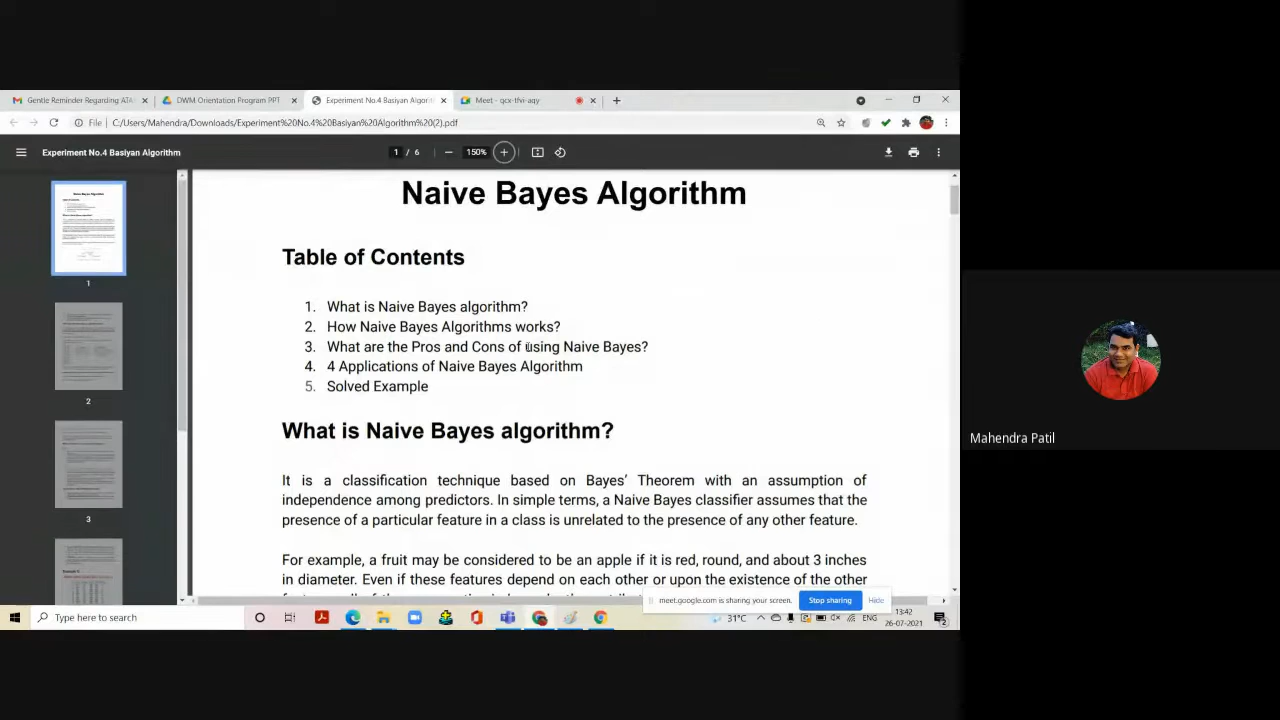 Gentle Reminder Regarding ATA
DWM Orientation Program PPT
Experiment No.4 Basiyan Algorit
Meet - qcx-tfvi-aqy
File
C:/Users/Mahendra/Downloads/Experiment%20No.4%20Basiyan%20Algorithm%20(2).pdf
Experiment No.4 Basiyan Algorithm
1 / 6
150%
Naive Bayes Algorithm
Table of Contents
1. What is Naive Bayes algorithm?
2. How Naive Bayes Algorithms works?
3. What are the Pros and Cons of using Naive Bayes?
4. 4 Applications of Naive Bayes Algorithm
5. Solved Example
What is Naive Bayes algorithm?
It is a classification technique based on Bayes' Theorem with an assumption of
independence among predictors. In simple terms, a Naive Bayes classifier assumes that the
presence of a particular feature in a class is unrelated to the presence of any other feature.
For example, a fruit may be considered to be an apple if it is red, round, and about 3 inches
in diameter. Even if these features depend on each other or upon the existence of the other
1
2
3
meet.google.com is sharing your screen.
Stop sharing
Hide
Type here to search
31°C
ENG
13:42
26-07-2021
Mahendra Patil